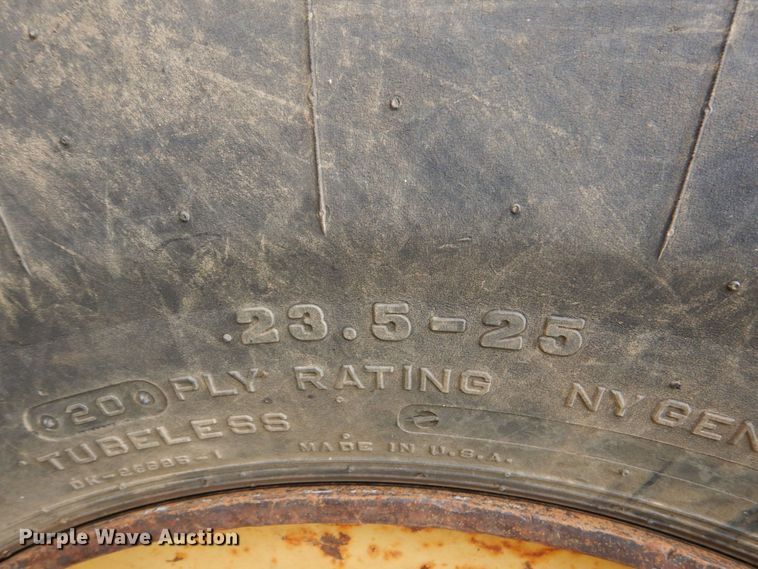 23.5-25
20 PLY RATING NYGEN
TUBELESS
MADE IN U.S.A.
Purple Wave Auction